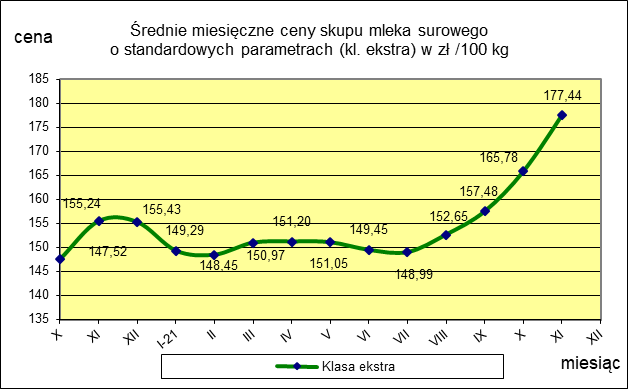 Średnie miesięczne ceny skupu mleka surowego
o standardowych parametrach (kl. ekstra) w zł /100 kg
cena
185
180
175
170
165
160
155
150
145
140
135
147,52
155,24
155,43
149,29
148,45
150,97
151,20
151,05
149,45
148,99
152,65
157,48
165,78
177,44
X
XI
XII
I-21
II
III
IV
V
VI
VII
VIII
IX
X
XI
XII
miesiąc
Klasa ekstra